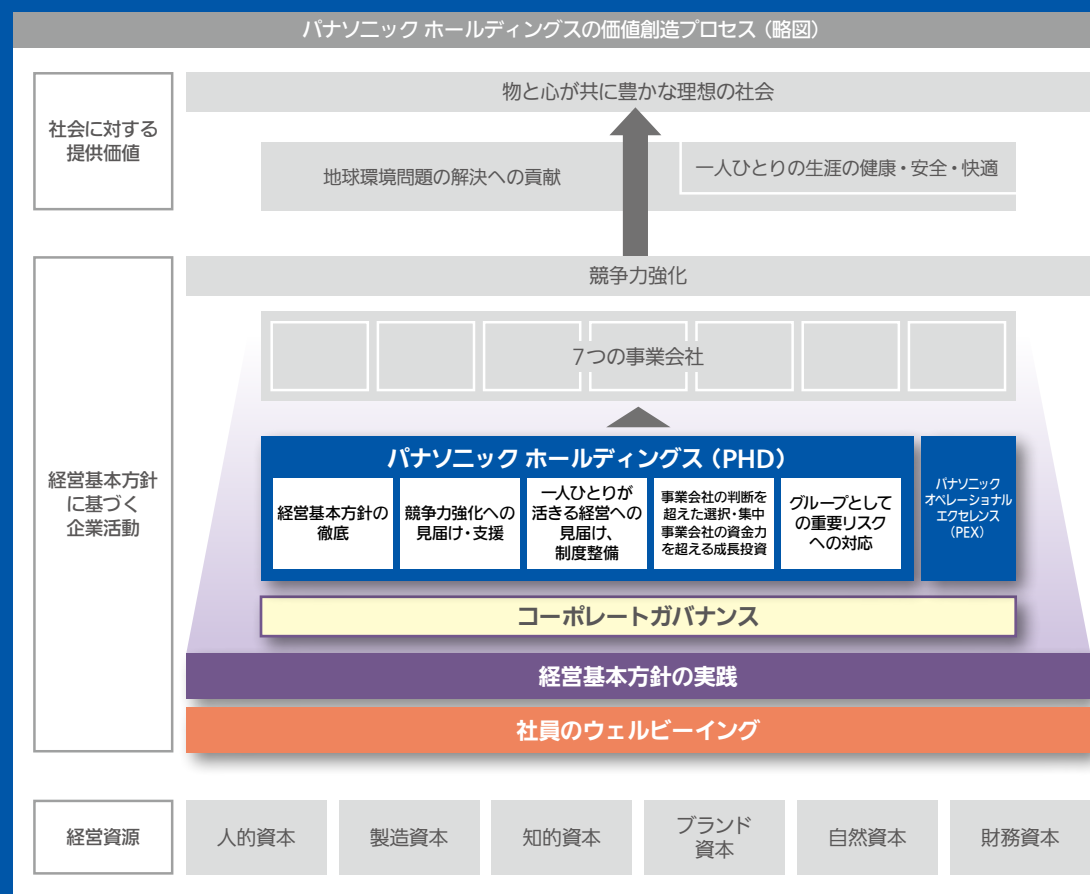 パナソニック ホールディングスの価値創造プロセス（略図）
社会に対する
提供価値
物と心が共に豊かな理想の社会
地球環境問題の解決への貢献
一人ひとりの生涯の健康・安全・快適
経営基本方針
に基づく
企業活動
競争力強化
7つの事業会社
パナソニック ホールディングス（PHD）
経営基本方針の
徹底
競争力強化への
見届け・支援
一人ひとりが
活きる経営への
見届け、
制度整備
事業会社の判断を
超えた選択・集中
事業会社の資金力
を超える成長投資
グループとして
の重要リスク
への対応
パナソニック
オペレーショナル
エクセレンス
（PEX）
コーポレートガバナンス
経営基本方針の実践
社員のウェルビーイング
経営資源
人的資本
製造資本
知的資本
ブランド
資本
自然資本
財務資本